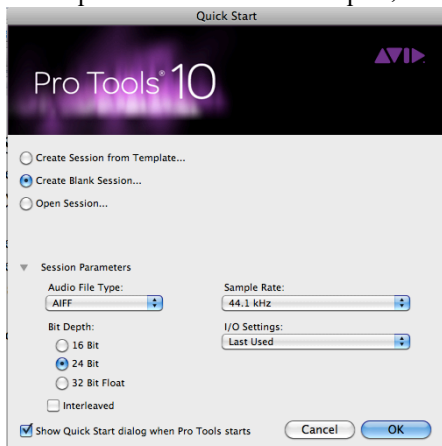 Quick Start
AVID
Pro Tools® 10
Create Session from Template...
Create Blank Session...
Open Session...
Session Parameters
Audio File Type:
AIFF
Sample Rate:
44.1 kHz
Bit Depth:
16 Bit
24 Bit
32 Bit Float
I/O Settings:
Last Used
Interleaved
Show Quick Start dialog when Pro Tools starts
Cancel
OK